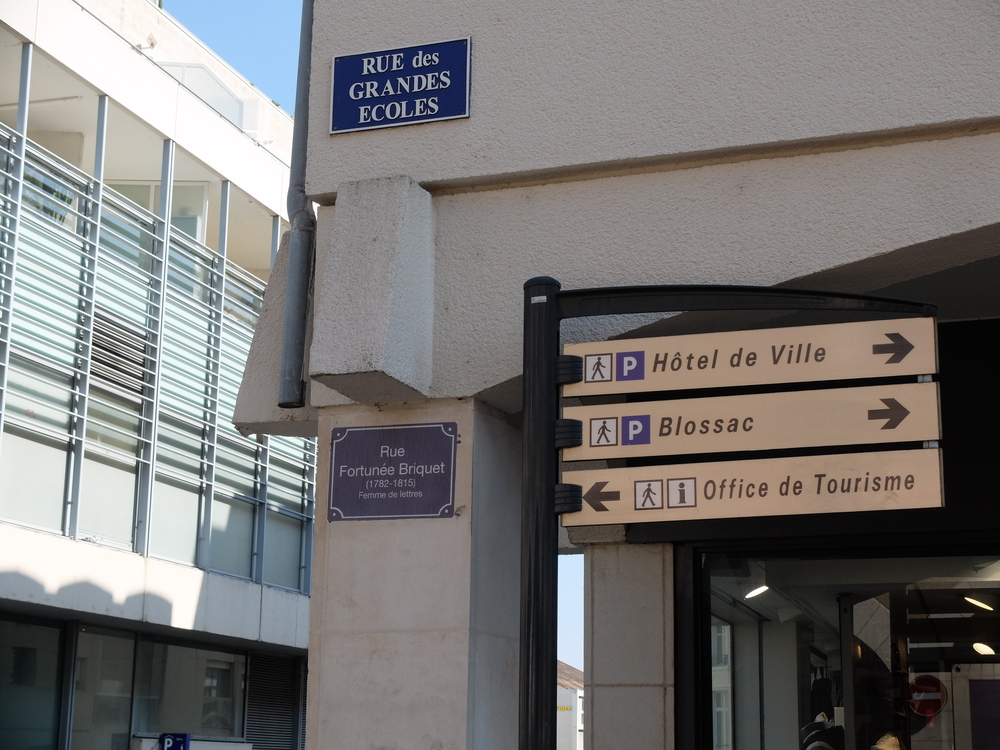 RUE des
GRANDES
ECOLES
P Hôtel de Ville
P Blossac
i Office de Tourisme
Rue
Fortunée Briquet
(1782-1815)
Femme de lettres
P